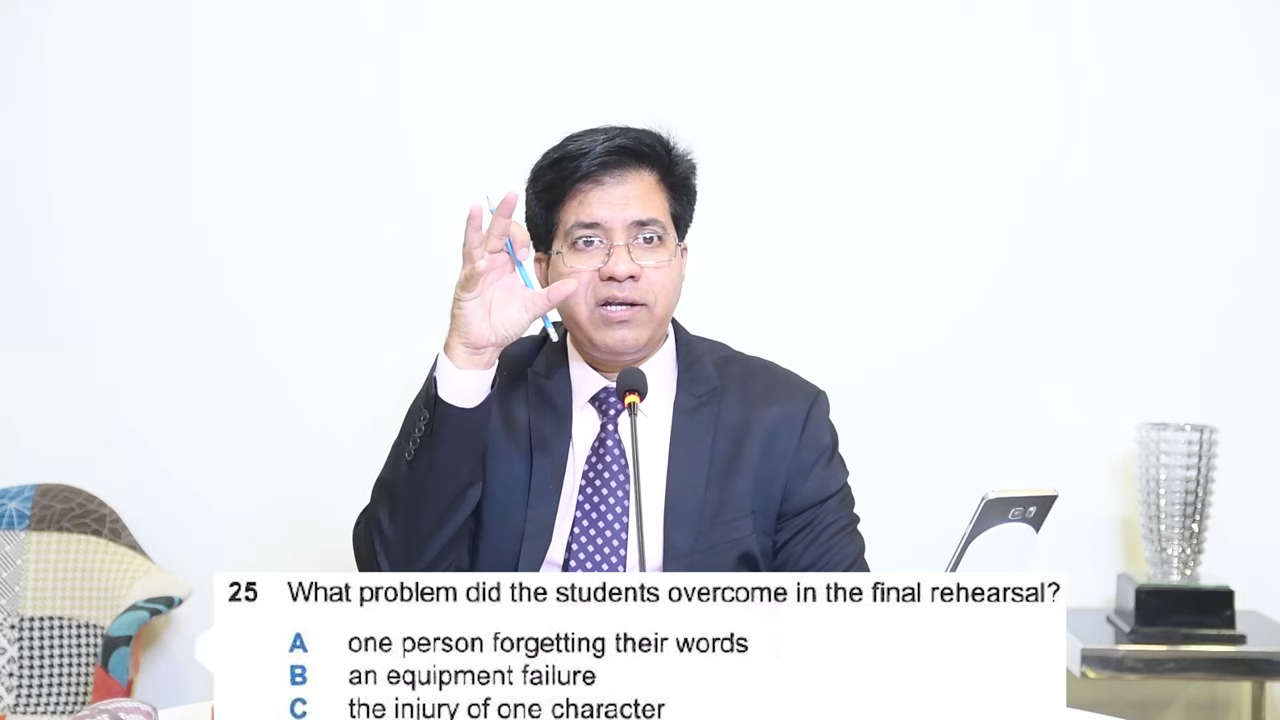 25 What problem did the students overcome in the final rehearsal?
A one person forgetting their words
B an equipment failure
C the injury of one character